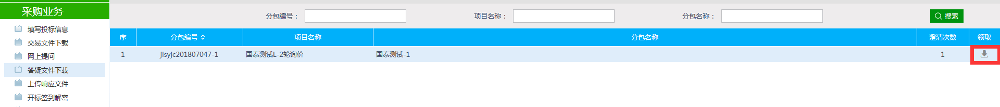 采购业务
填写投标信息
交易文件下载
网上提问
答疑文件下载
上传响应文件
开标签到解密
分包编号： 项目名称： 分包名称： 搜索
序 分包编号 项目名称 分包名称 澄清次数 领取
1 jlsyjc201807047-1 国泰测试L-2轮询价 国泰测试-1 1